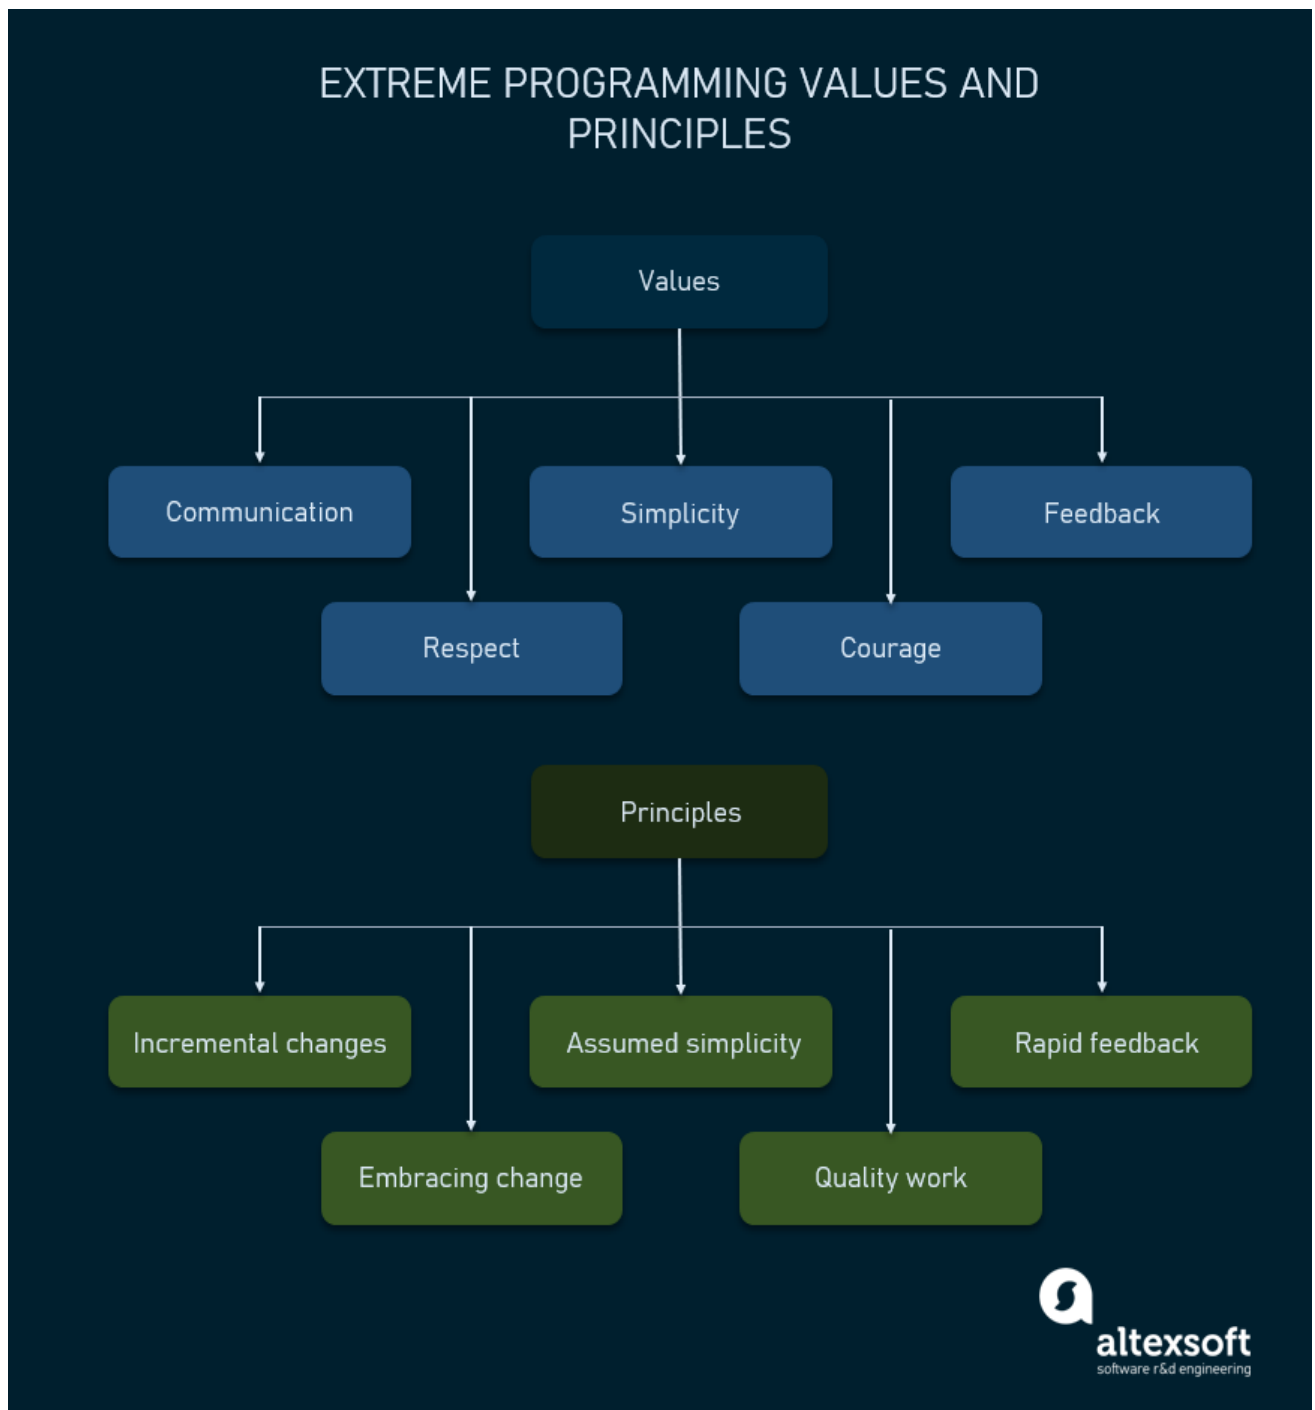 EXTREME PROGRAMMING VALUES AND
PRINCIPLES
Values
Communication
Simplicity
Feedback
Respect
Courage
Principles
Incremental changes
Assumed simplicity
Rapid feedback
Embracing change
Quality work
altexsoft
software r&d engineering